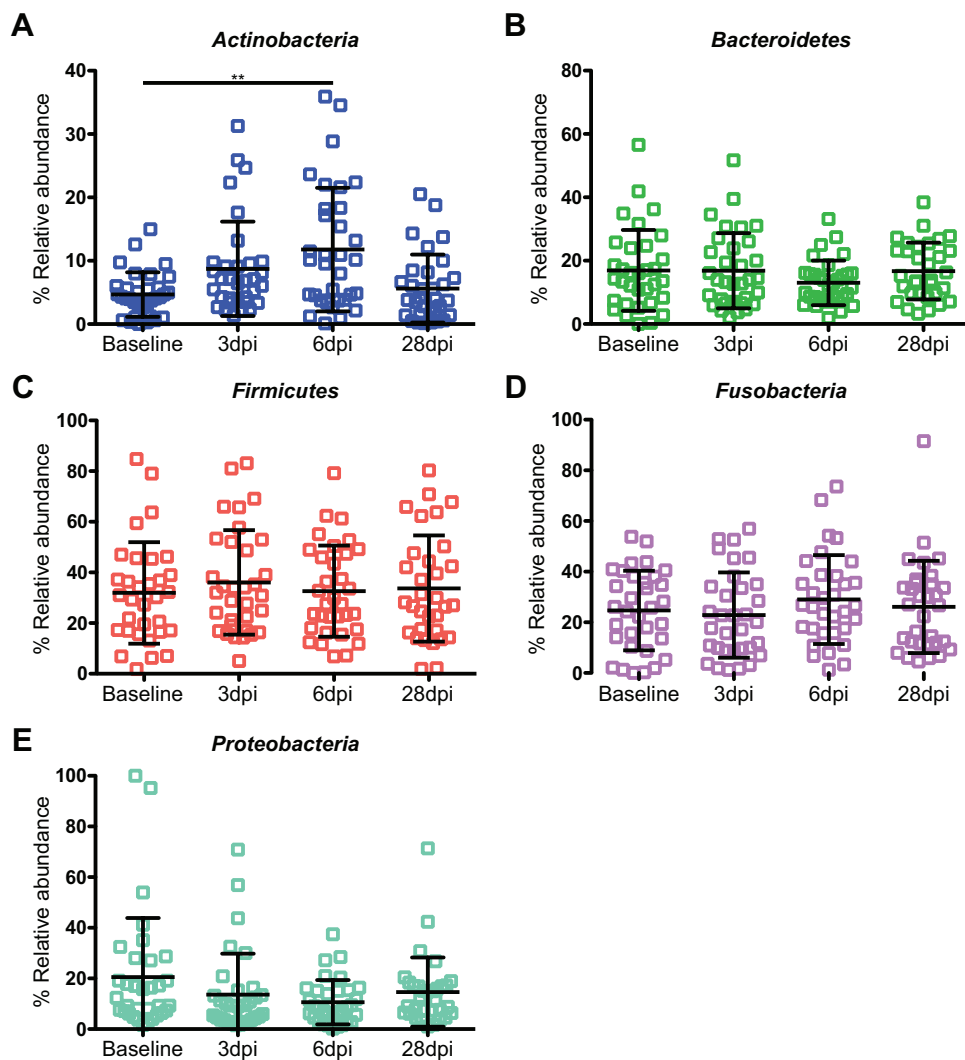 A
Actinobacteria
% Relative abundance
40
30
20
10
0
**
Baseline 3dpi 6dpi 28dpi
B
Bacteroidetes
% Relative abundance
80
60
40
20
0
Baseline 3dpi 6dpi 28dpi
C
Firmicutes
% Relative abundance
100
80
60
40
20
0
Baseline 3dpi 6dpi 28dpi
D
Fusobacteria
% Relative abundance
100
80
60
40
20
0
Baseline 3dpi 6dpi 28dpi
E
Proteobacteria
% Relative abundance
100
80
60
40
20
0
Baseline 3dpi 6dpi 28dpi